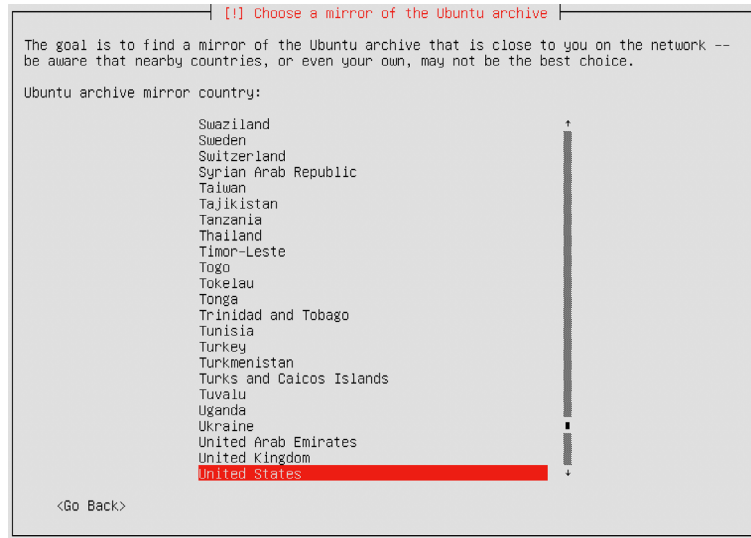 [!] Choose a mirror of the Ubuntu archive
The goal is to find a mirror of the Ubuntu archive that is close to you on the network --
be aware that nearby countries, or even your own, may not be the best choice.
Ubuntu archive mirror country:
Swaziland
Sweden
Switzerland
Syrian Arab Republic
Taiwan
Tajikistan
Tanzania
Thailand
Timor-Leste
Togo
Tokelau
Tonga
Trinidad and Tobago
Tunisia
Turkey
Turkmenistan
Turks and Caicos Islands
Tuvalu
Uganda
Ukraine
United Arab Emirates
United Kingdom
United States
<Go Back>